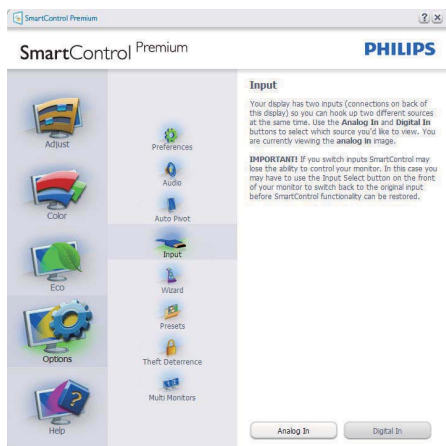 SmartControl Premium
SmartControl Premium
PHILIPS
Adjust
Color
Eco
Options
Help
Preferences
Audio
Auto Pivot
Input
Wizard
Presets
Theft Deterrence
Multi Monitors
Input
Your display has two inputs (connections on back of
this display) so you can hook up two different sources
at the same time. Use the Analog In and Digital In
buttons to select which source you'd like to view. You
are currently viewing the analog in image.
IMPORTANT! If you switch inputs SmartControl may
lose the ability to control your monitor. In this case you
may have to use the Input Select button on the front
of your monitor to switch back to the original input
before SmartControl functionality can be restored.
Analog In
Digital In